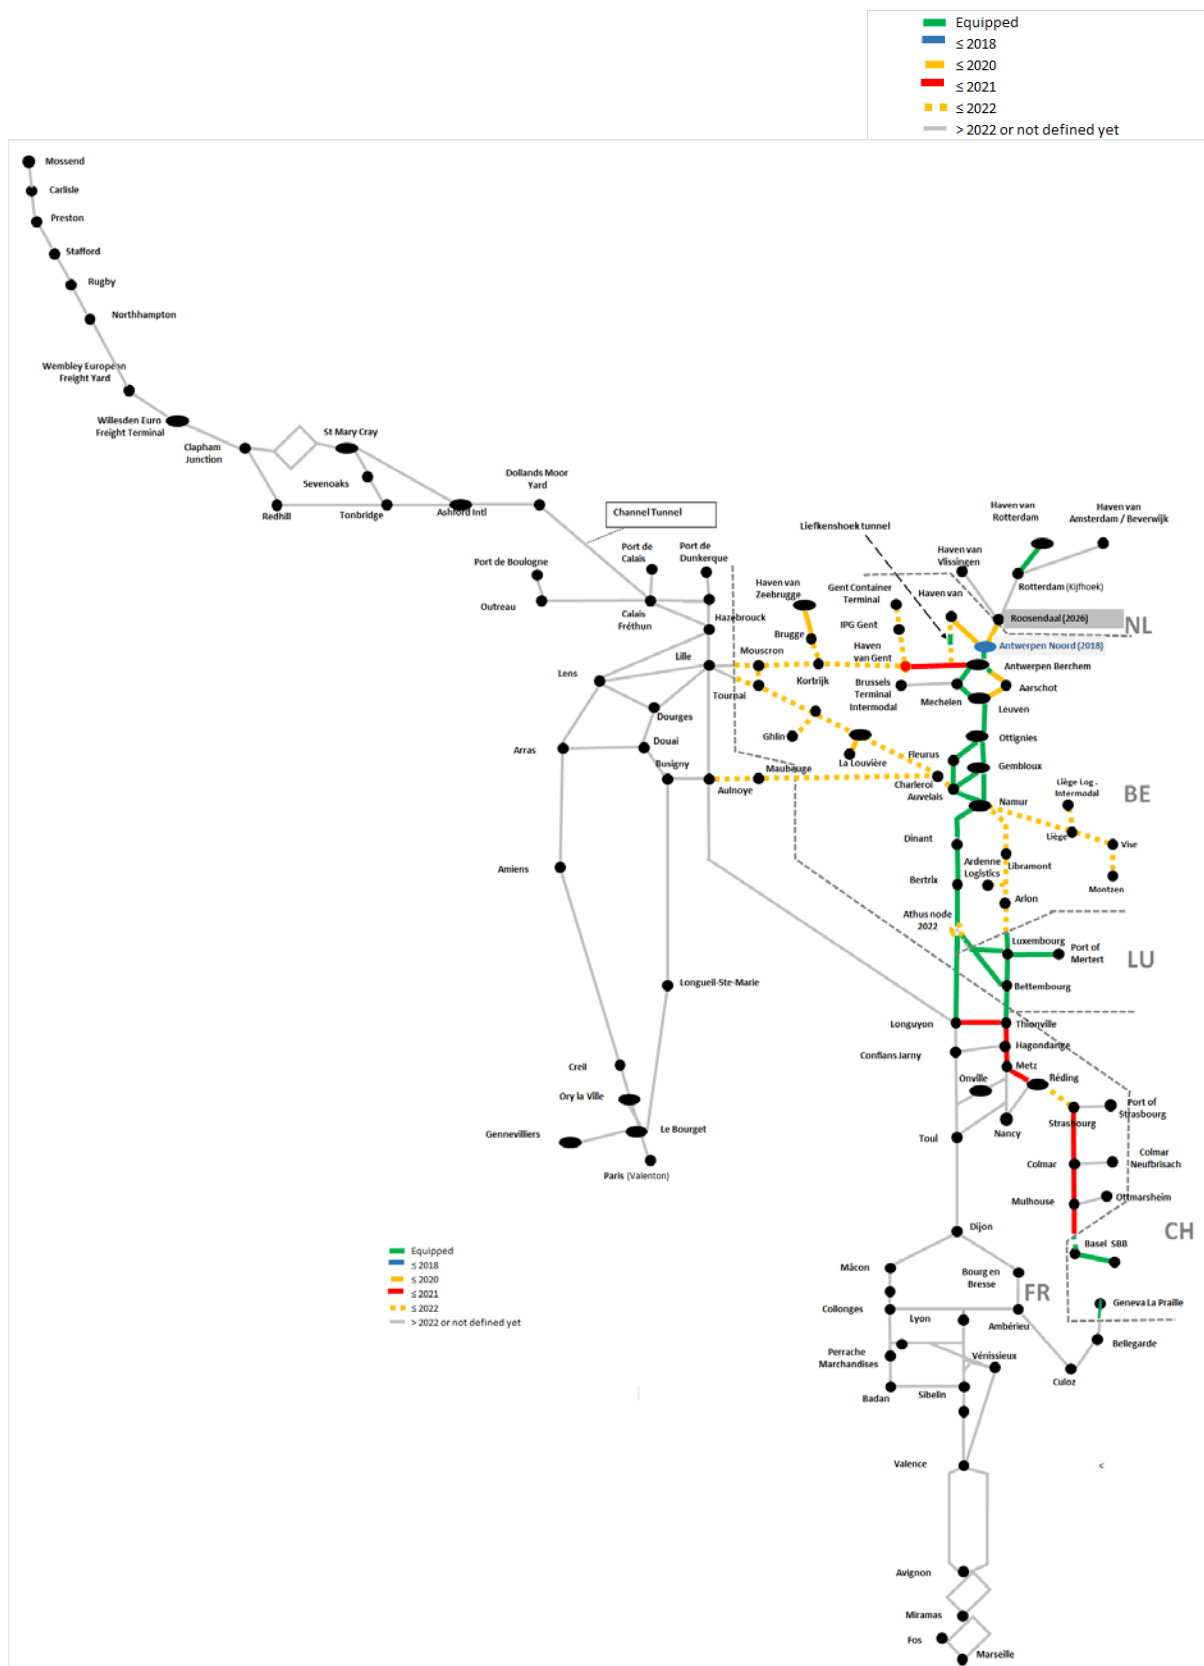 Equipped
≤ 2018
≤ 2020
≤ 2021
≤ 2022
> 2022 or not defined yet
Mossend
Carlisle
Preston
Stafford
Rugby
Northhampton
Wembley European
Freight Yard
Willesden Euro
Freight Terminal
Clapham
Junction
St Mary Cray
Sevenoaks
Redhill
Tonbridge
Ashford Intl
Dollands Moor
Yard
Channel Tunnel
Port de Boulogne
Outreau
Port de
Calais
Port de
Dunkerque
Calais
Fréthun
Hazebrouck
Lille
Lens
Dourges
Douai
Arras
Busigny
Aulnoye
Maubeuge
Amiens
Longueil-Ste-Marie
Creil
Ory la Ville
Gennevilliers
Le Bourget
Paris (Valenton)
Haven van
Rotterdam
Haven van
Amsterdam / Beverwijk
Liefkenshoek tunnel
Haven van
Vlissingen
Rotterdam (Kijfhoek)
Haven van
Zeebrugge
Gent Container
Terminal
Haven van
Roosendaal (2026)
NL
IPG Gent
Brugge
Antwerpen Noord (2018)
Mouscron
Haven
van Gent
Antwerpen Berchem
Kortrijk
Brussels
Terminal
Intermodal
Tournai
Mechelen
Aarschot
Leuven
Ghlin
La Louvière
Ottignies
Fleurus
Gembloux
Charleroi
Auvelais
Namur
Liège Log -
Intermodal
BE
Liège
Vise
Montzen
Dinant
Libramont
Ardenne
Logistics
Bertrix
Arlon
Athus node
2022
Luxembourg
Port of
Mertert
LU
Bettembourg
Longuyon
Thionville
Hagondange
Conflans Jarny
Metz
Onville
Réding
Nancy
Toul
Port of
Strasbourg
Strasbourg
Colmar
Colmar
Neufbrisach
Mulhouse
Ottmarsheim
CH
Basel SBB
Dijon
Mâcon
Bourg en
Bresse
FR
Geneva La Praille
Collonges
Lyon
Ambérieu
Bellegarde
Perrache
Marchandises
Vénissieux
Culoz
Badan
Sibelin
Valence
<
Avignon
Miramas
Fos
Marseille
Equipped
≤ 2018
≤ 2020
≤ 2021
≤ 2022
> 2022 or not defined yet